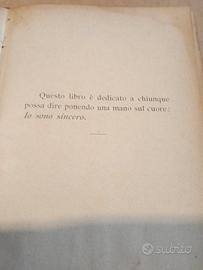 Questo libro è dedicato a chiunque
possa dire ponendo una mano sul cuore:
Io sono sincero.
subito